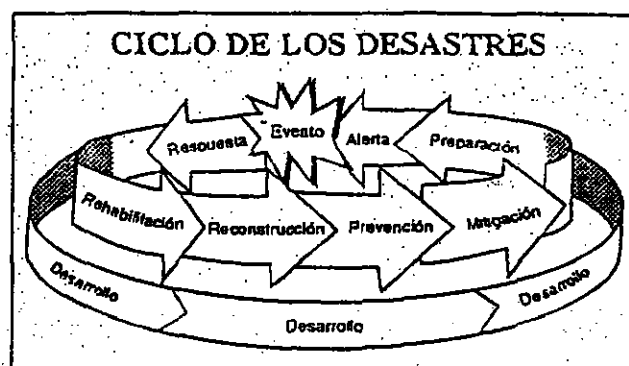 CICLO DE LOS DESASTRES
Respuesta
Evento
Alerta
Preparación
Rehabilitación
Reconstrucción
Prevención
Mitigación
Desarrollo
Desarrollo
Desarrollo